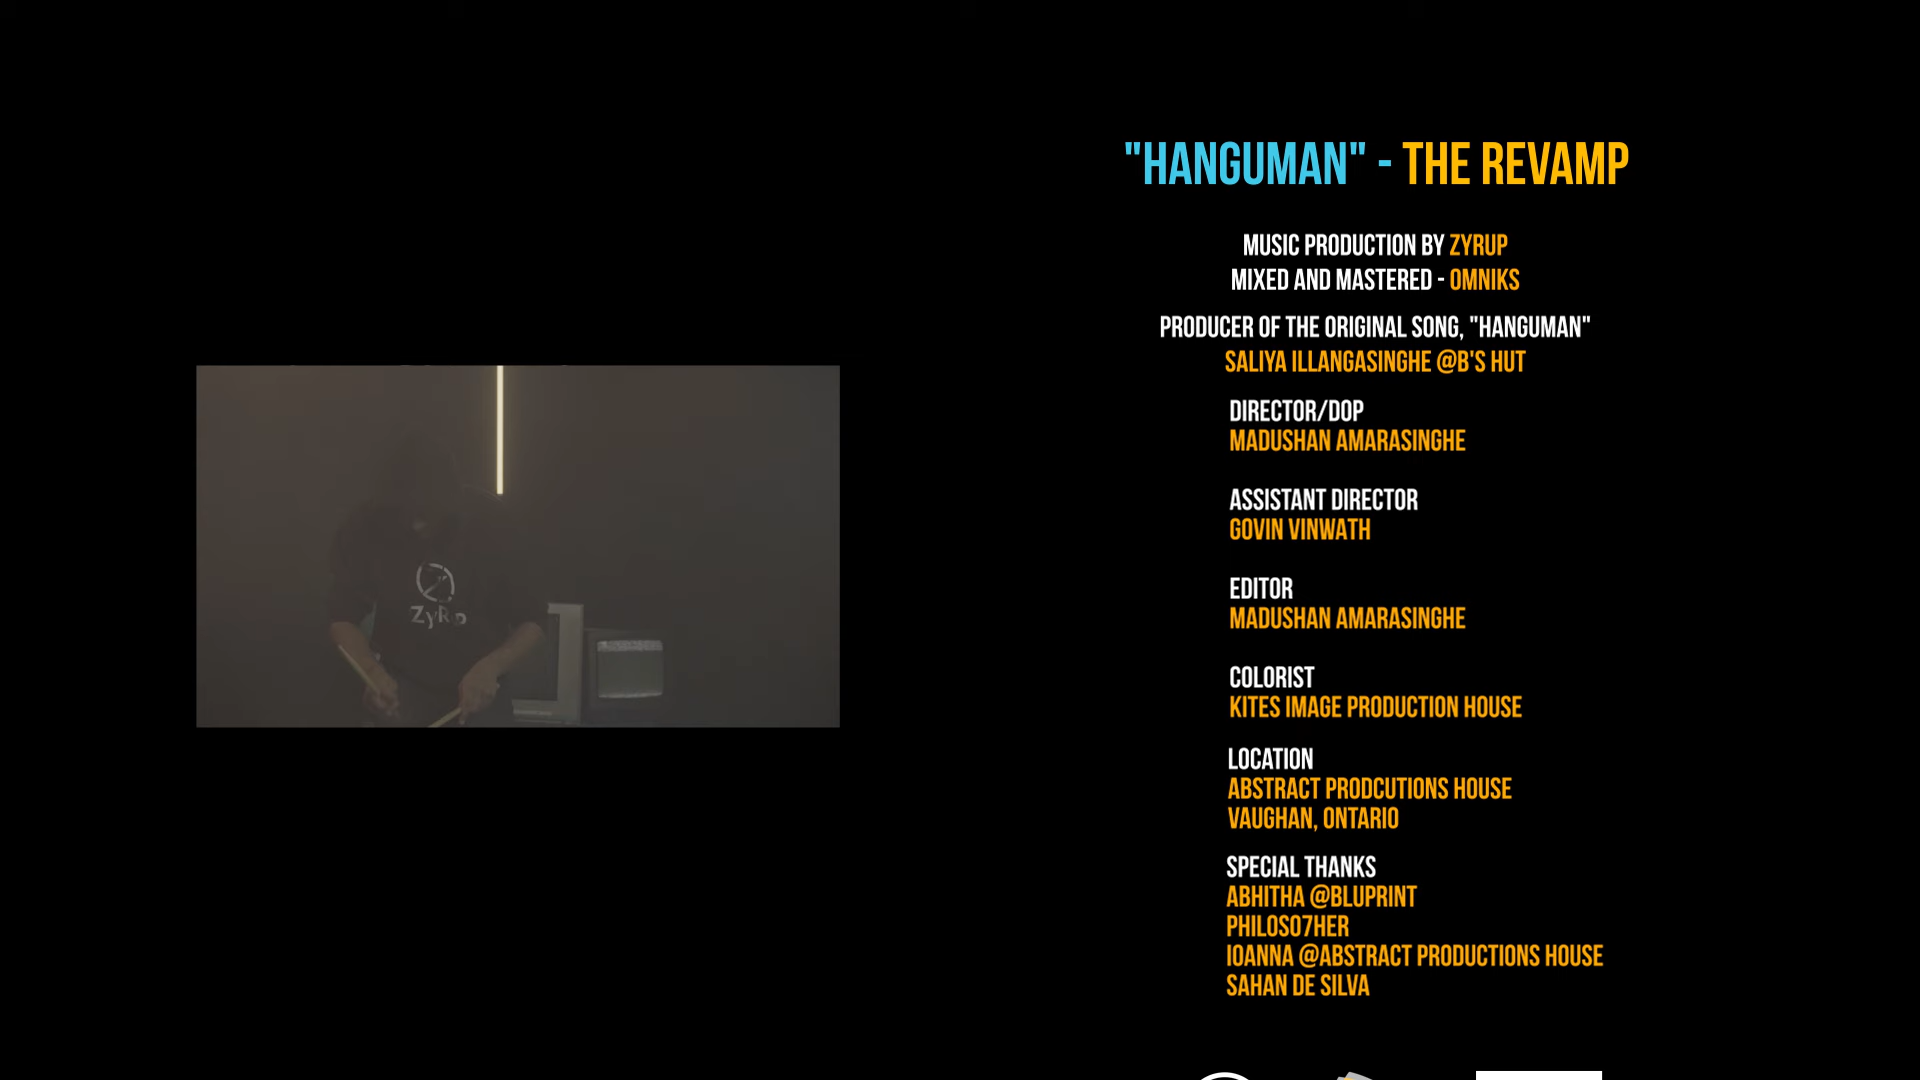 "HANGUMAN" - THE REVAMP
MUSIC PRODUCTION BY ZYRUP
MIXED AND MASTERED - OMNIKS
PRODUCER OF THE ORIGINAL SONG, "HANGUMAN"
SALIYA ILLANGASINGHE @B'S HUT
DIRECTOR/DOP
MADUSHAN AMARASINGHE
ASSISTANT DIRECTOR
GOVIN VINWATH
EDITOR
MADUSHAN AMARASINGHE
COLORIST
KITES IMAGE PRODUCTION HOUSE
LOCATION
ABSTRACT PRODCUTIONS HOUSE
VAUGHAN, ONTARIO
SPECIAL THANKS
ABHITHA @BLUPRINT
PHILOSO7HER
IOANNA @ABSTRACT PRODUCTIONS HOUSE
SAHAN DE SILVA